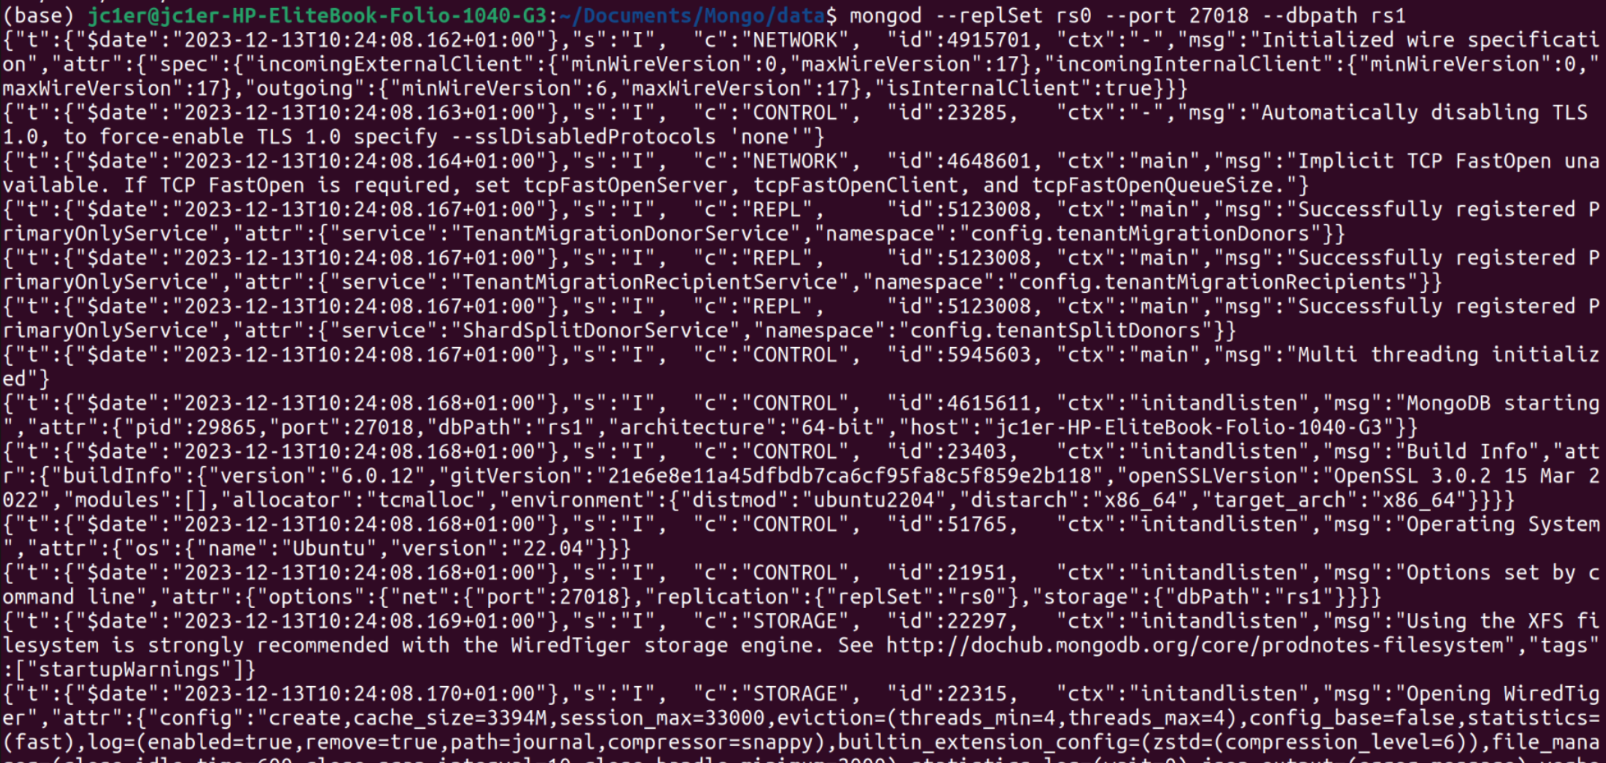 (base) jc1er@jc1er-HP-EliteBook-Folio-1040-G3:~/Documents/Mongo/data$ mongod --replSet rs0 --port 27018 --dbpath rs1
{"t":{"$date":"2023-12-13T10:24:08.162+01:00"},"s":"I",  "c":"NETWORK",  "id":4915701, "ctx":"-","msg":"Initialized wire specificati
on","attr":{"spec":{"incomingExternalClient":{"minWireVersion":0,"maxWireVersion":17},"incomingInternalClient":{"minWireVersion":0,"
maxWireVersion":17},"outgoing":{"minWireVersion":6,"maxWireVersion":17},"isInternalClient":true}}}
{"t":{"$date":"2023-12-13T10:24:08.163+01:00"},"s":"I",  "c":"CONTROL",  "id":23285,   "ctx":"-","msg":"Automatically disabling TLS 
1.0, to force-enable TLS 1.0 specify --sslDisabledProtocols 'none'"}
{"t":{"$date":"2023-12-13T10:24:08.164+01:00"},"s":"I",  "c":"NETWORK",  "id":4648601, "ctx":"main","msg":"Implicit TCP FastOpen una
vailable. If TCP FastOpen is required, set tcpFastOpenServer, tcpFastOpenClient, and tcpFastOpenQueueSize."}
{"t":{"$date":"2023-12-13T10:24:08.167+01:00"},"s":"I",  "c":"REPL",     "id":5123008, "ctx":"main","msg":"Successfully registered P
rimaryOnlyService","attr":{"service":"TenantMigrationDonorService","namespace":"config.tenantMigrationDonors"}}
{"t":{"$date":"2023-12-13T10:24:08.167+01:00"},"s":"I",  "c":"REPL",     "id":5123008, "ctx":"main","msg":"Successfully registered P
rimaryOnlyService","attr":{"service":"TenantMigrationRecipientService","namespace":"config.tenantMigrationRecipients"}}
{"t":{"$date":"2023-12-13T10:24:08.167+01:00"},"s":"I",  "c":"REPL",     "id":5123008, "ctx":"main","msg":"Successfully registered P
rimaryOnlyService","attr":{"service":"ShardSplitDonorService","namespace":"config.tenantSplitDonors"}}
{"t":{"$date":"2023-12-13T10:24:08.167+01:00"},"s":"I",  "c":"CONTROL",  "id":5945603, "ctx":"main","msg":"Multi threading initializ
ed"}
{"t":{"$date":"2023-12-13T10:24:08.168+01:00"},"s":"I",  "c":"CONTROL",  "id":4615611, "ctx":"initandlisten","msg":"MongoDB starting
","attr":{"pid":29865,"port":27018,"dbPath":"rs1","architecture":"64-bit","host":"jc1er-HP-EliteBook-Folio-1040-G3"}}
{"t":{"$date":"2023-12-13T10:24:08.168+01:00"},"s":"I",  "c":"CONTROL",  "id":23403,   "ctx":"initandlisten","msg":"Build Info","att
r":{"buildInfo":{"version":"6.0.12","gitVersion":"21e6e8e11a45dfbdb7ca6cf95fa8c5f859e2b118","openSSLVersion":"OpenSSL 3.0.2 15 Mar 2
022","modules":[],"allocator":"tcmalloc","environment":{"distmod":"ubuntu2204","distarch":"x86_64","target_arch":"x86_64"}}}}
{"t":{"$date":"2023-12-13T10:24:08.168+01:00"},"s":"I",  "c":"CONTROL",  "id":51765,   "ctx":"initandlisten","msg":"Operating System
","attr":{"os":{"name":"Ubuntu","version":"22.04"}}}
{"t":{"$date":"2023-12-13T10:24:08.168+01:00"},"s":"I",  "c":"CONTROL",  "id":21951,   "ctx":"initandlisten","msg":"Options set by c
ommand line","attr":{"options":{"net":{"port":27018},"replication":{"replSet":"rs0"},"storage":{"dbPath":"rs1"}}}}
{"t":{"$date":"2023-12-13T10:24:08.169+01:00"},"s":"I",  "c":"STORAGE",  "id":22297,   "ctx":"initandlisten","msg":"Using the XFS fi
lesystem is strongly recommended with the WiredTiger storage engine. See http://dochub.mongodb.org/core/prodnotes-filesystem","tags"
:["startupWarnings"]}
{"t":{"$date":"2023-12-13T10:24:08.170+01:00"},"s":"I",  "c":"STORAGE",  "id":22315,   "ctx":"initandlisten","msg":"Opening WiredTig
er","attr":{"config":"create,cache_size=3394M,session_max=33000,eviction=(threads_min=4,threads_max=4),config_base=false,statistics=
(fast),log=(enabled=true,remove=true,path=journal,compressor=snappy),builtin_extension_config=(zstd=(compression_level=6)),file_mana